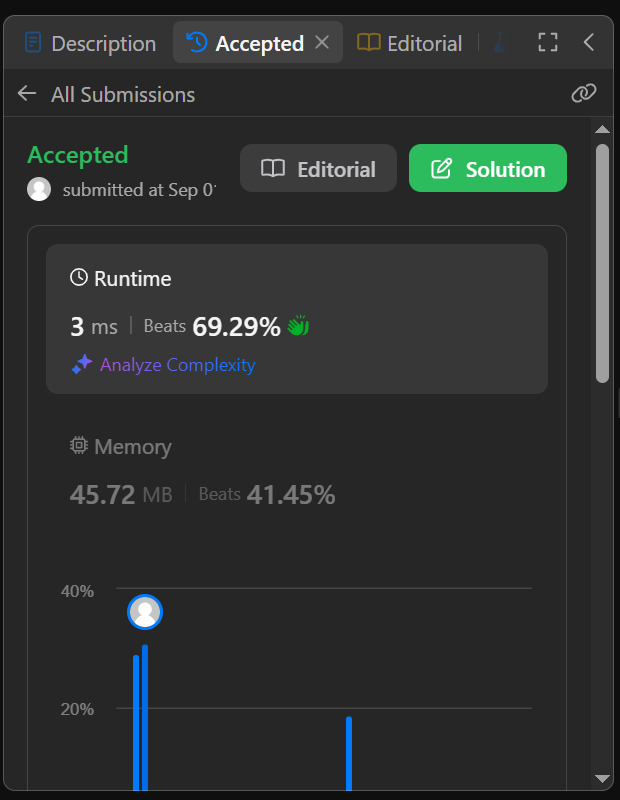 Description Accepted Editorial
All Submissions
Accepted
Editorial Solution
submitted at Sep 0
Runtime
3 ms Beats 69.29%
Analyze Complexity
Memory
45.72 MB Beats 41.45%
40%
20%